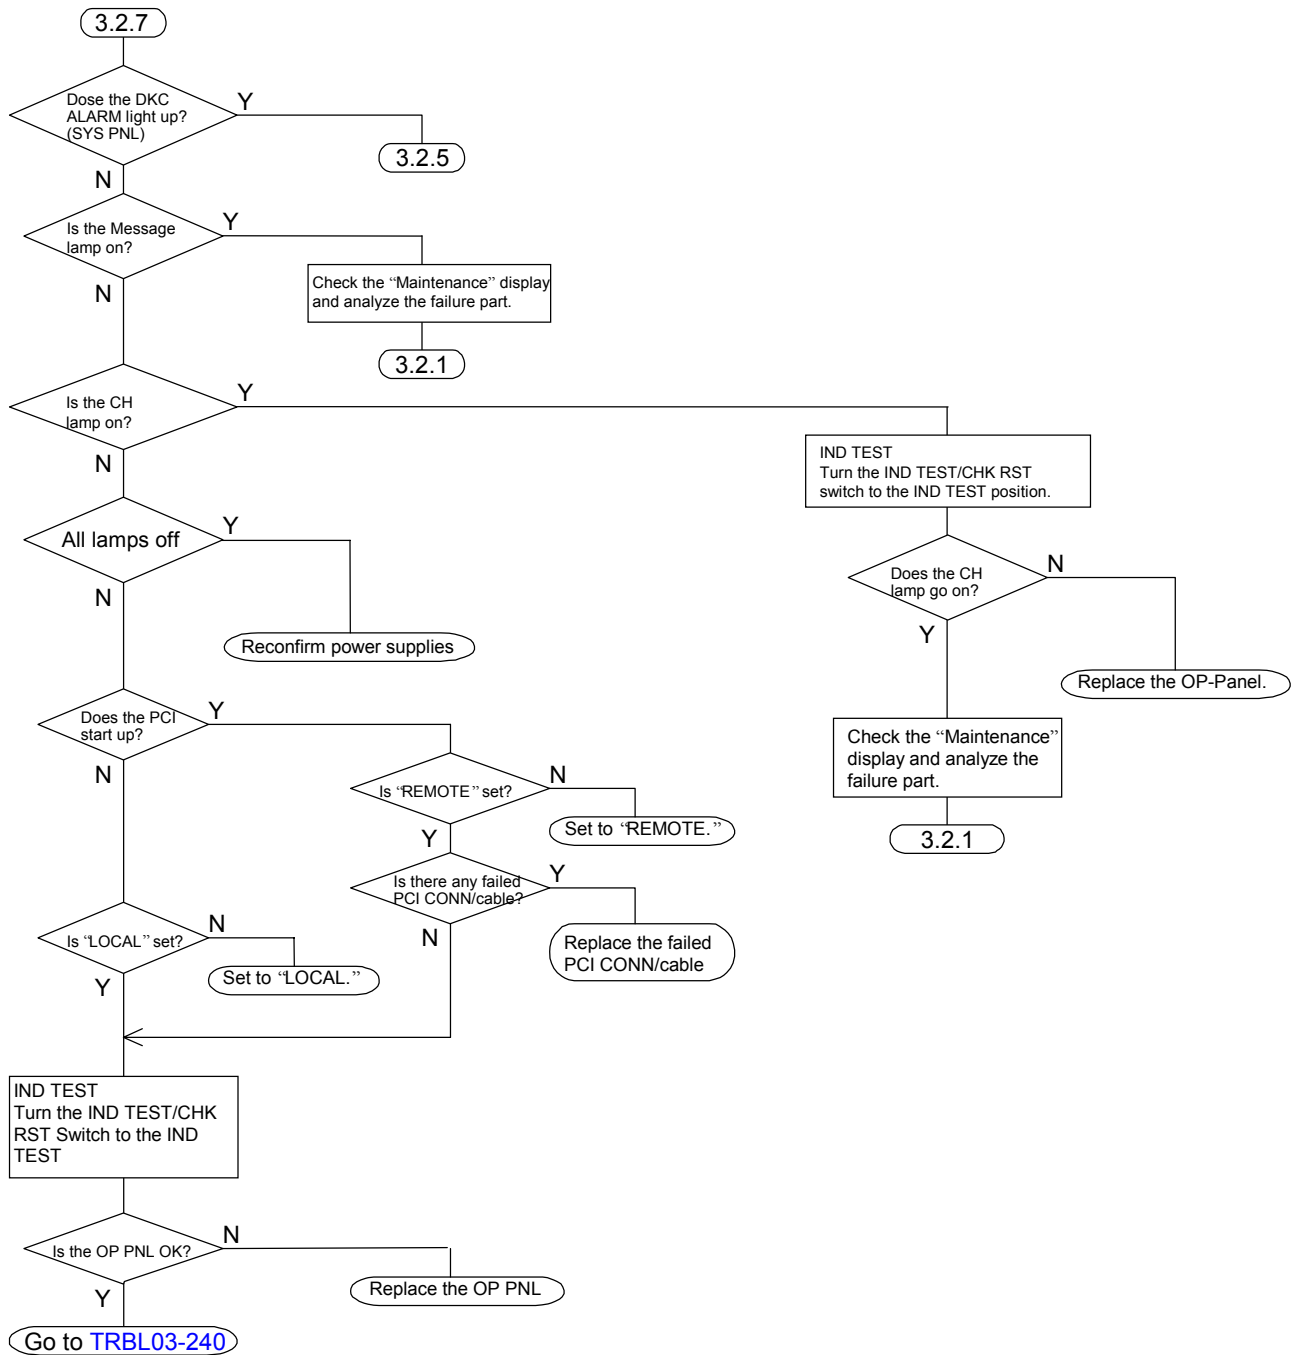 3.2.7
Dose the DKC
ALARM light up?
(SYS PNL)
Y
3.2.5
N
Is the Message
lamp on?
Y
Check the “Maintenance” display
and analyze the failure part.
3.2.1
N
Is the CH
lamp on?
Y
IND TEST
Turn the IND TEST/CHK RST
switch to the IND TEST position.
Does the CH
lamp go on?
N
Replace the OP-Panel.
Y
Check the “Maintenance”
display and analyze the
failure part.
3.2.1
N
All lamps off
Y
Reconfirm power supplies
N
Does the PCI
start up?
Y
Is “REMOTE” set?
N
Set to “REMOTE.”
Y
Is there any failed
PCI CONN/cable?
Y
Replace the failed
PCI CONN/cable
N
N
Is “LOCAL” set?
N
Set to “LOCAL.”
Y
IND TEST
Turn the IND TEST/CHK
RST Switch to the IND
TEST
Is the OP PNL OK?
N
Replace the OP PNL
Y
Go to TRBL03-240